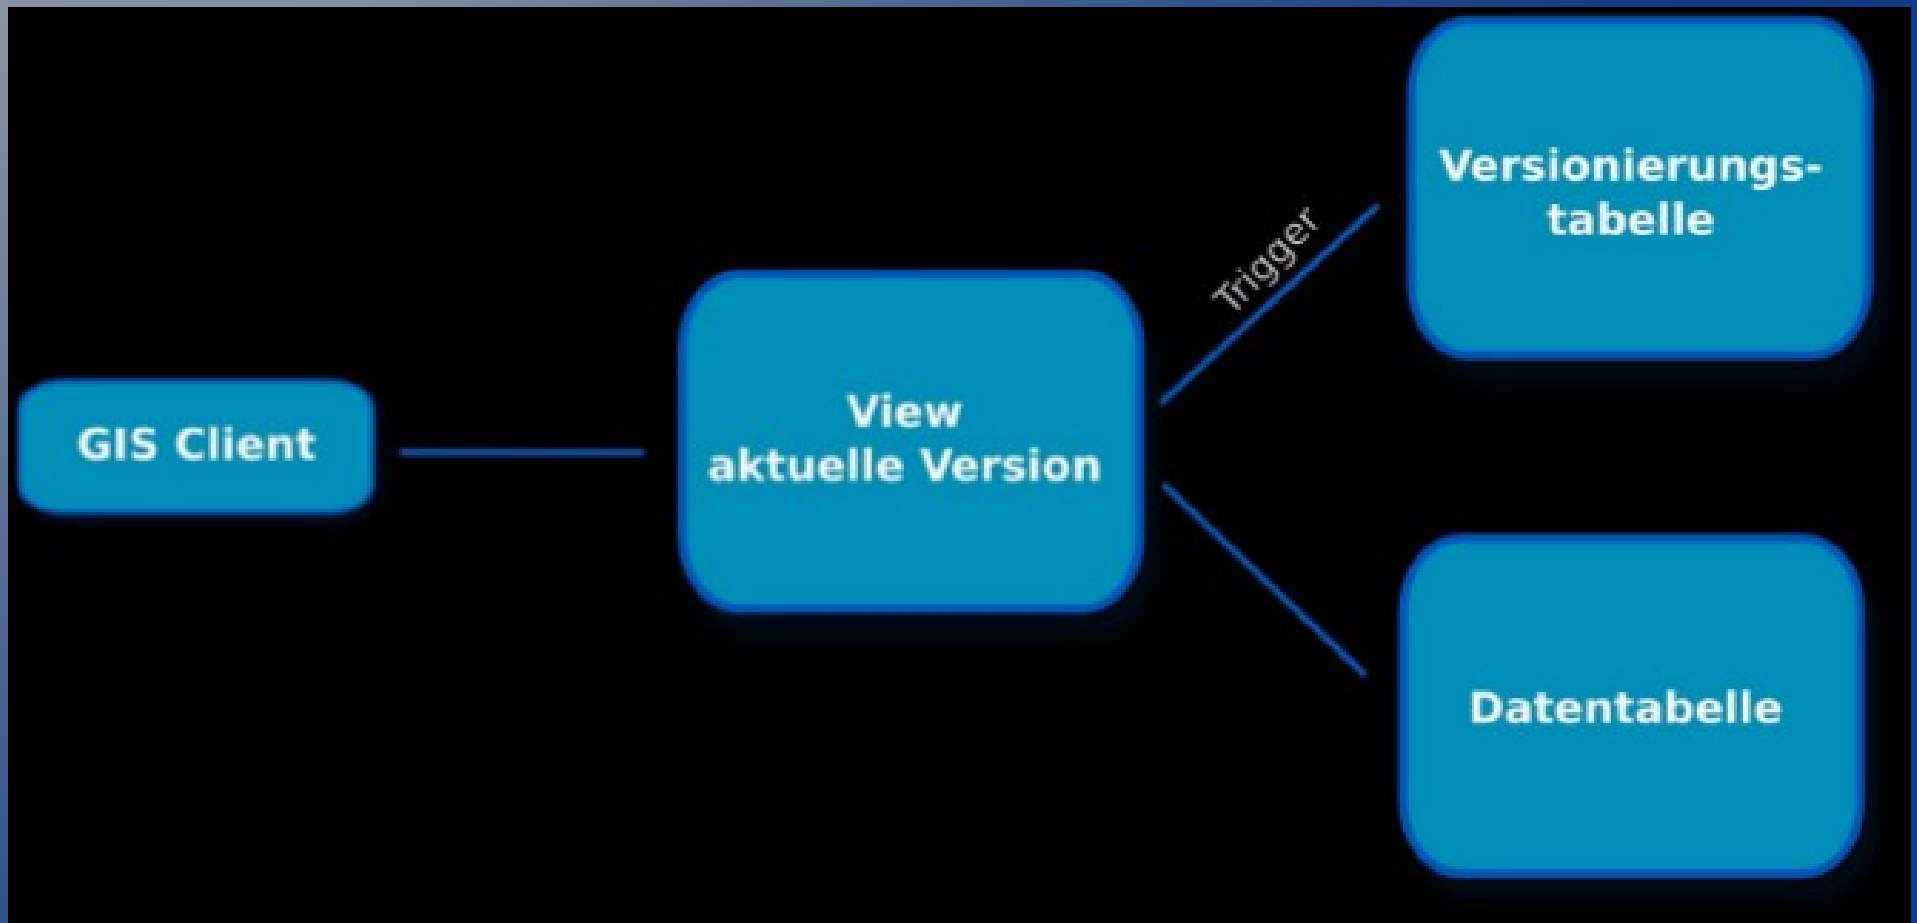 GIS Client
View
aktuelle Version
Trigger
Versionierungs-
tabelle
Datentabelle